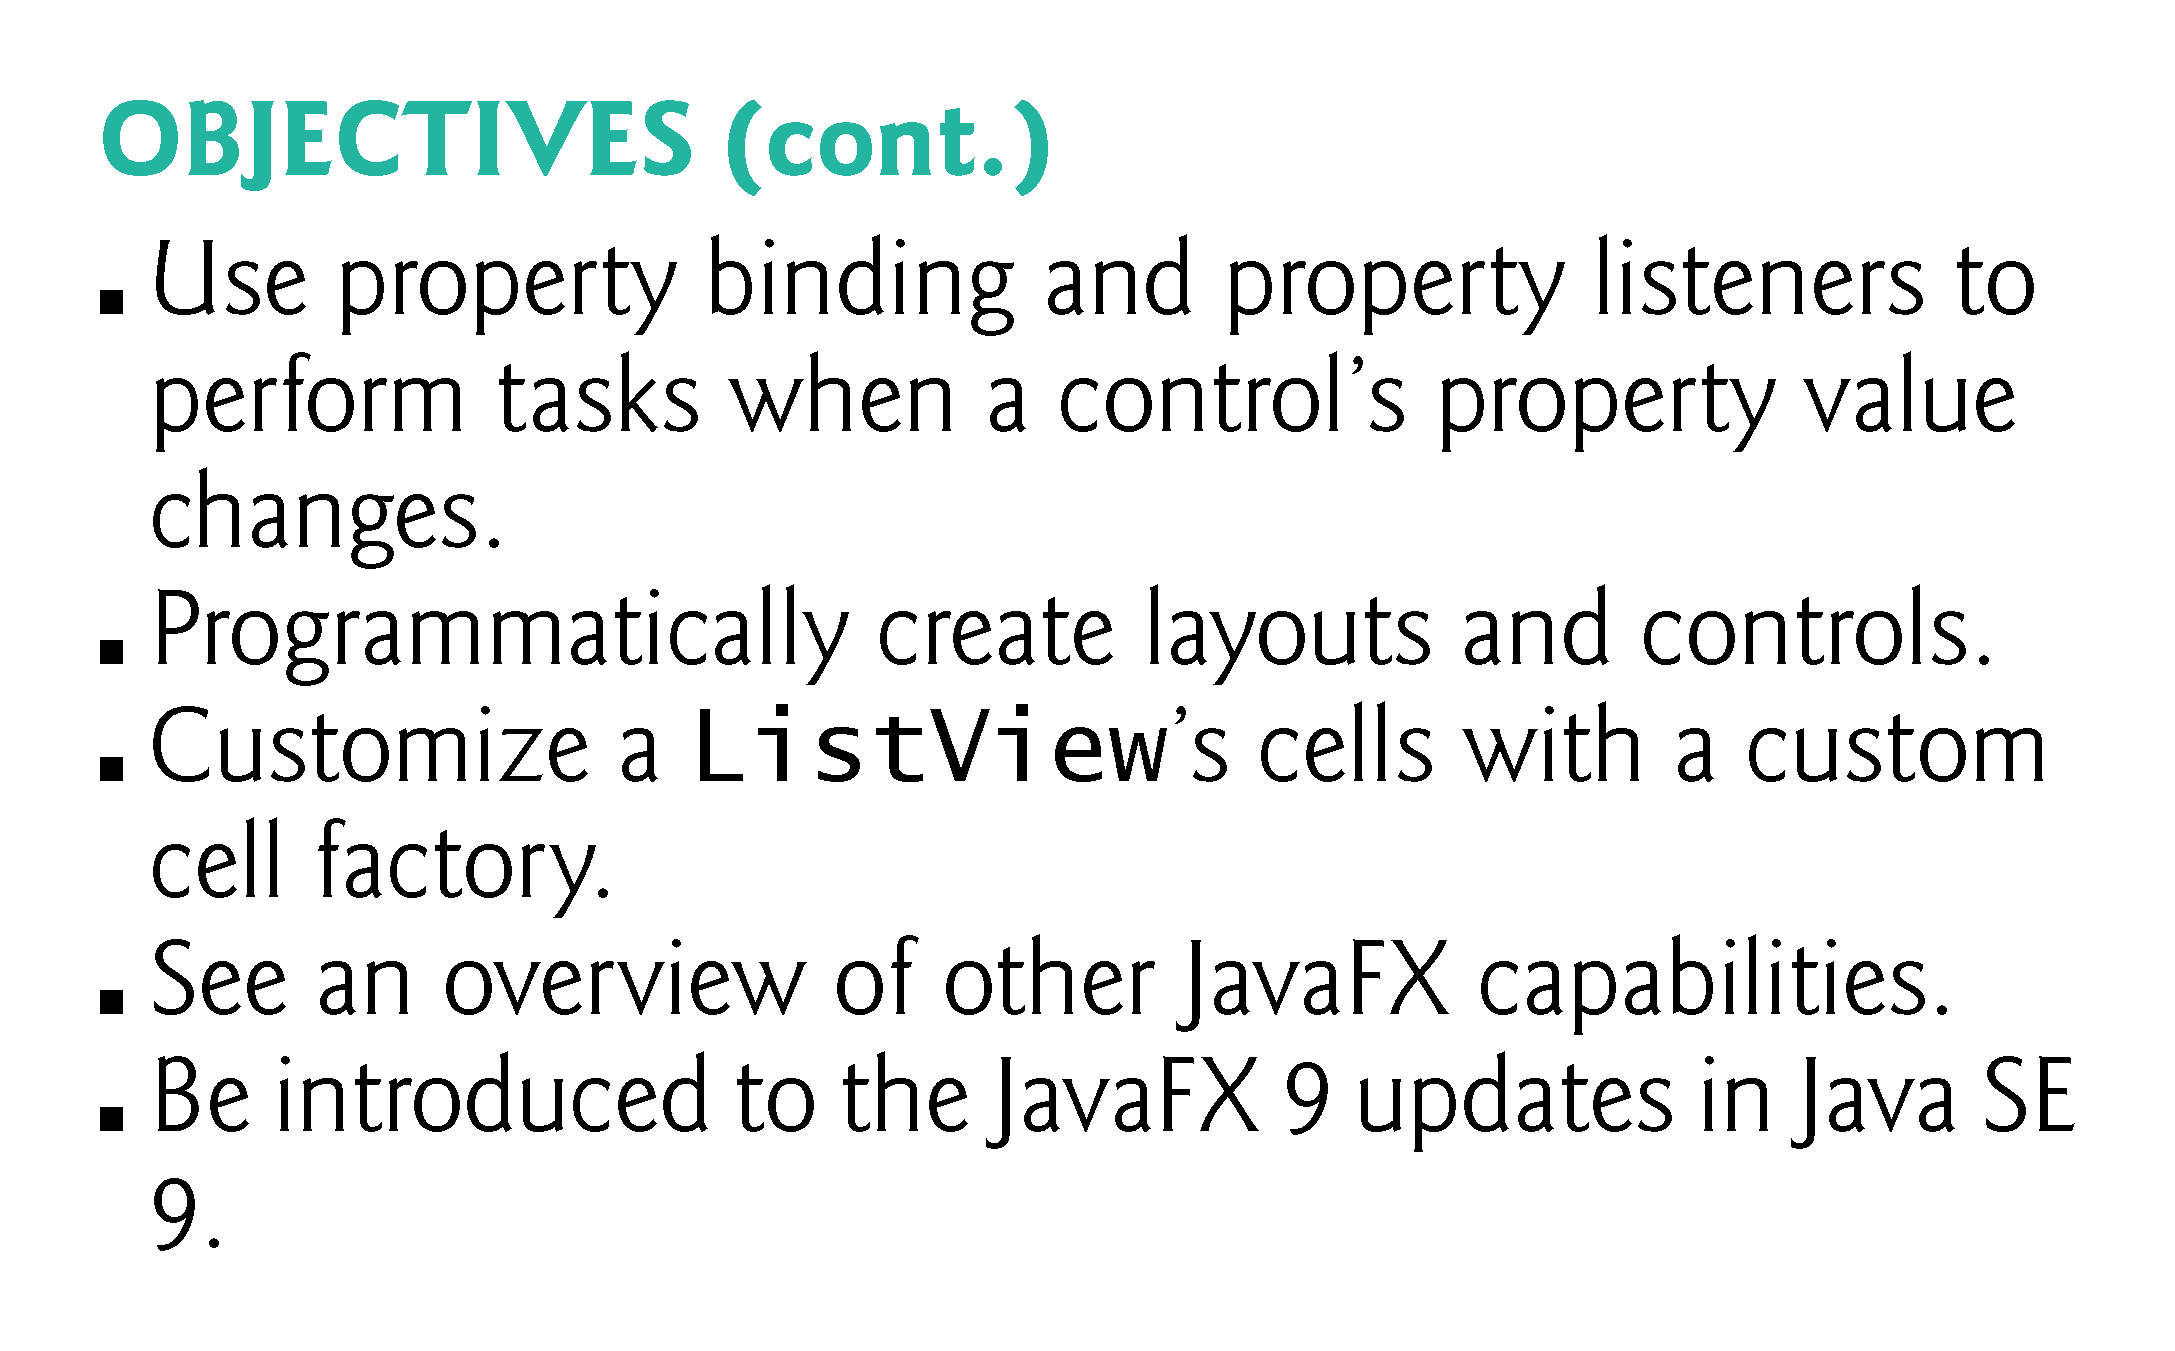 OBJECTIVES (cont.)
▪ Use property binding and property listeners to
perform tasks when a control’s property value
changes.
▪ Programmatically create layouts and controls.
▪ Customize a ListView’s cells with a custom
cell factory.
▪ See an overview of other JavaFX capabilities.
▪ Be introduced to the JavaFX 9 updates in Java SE
9.